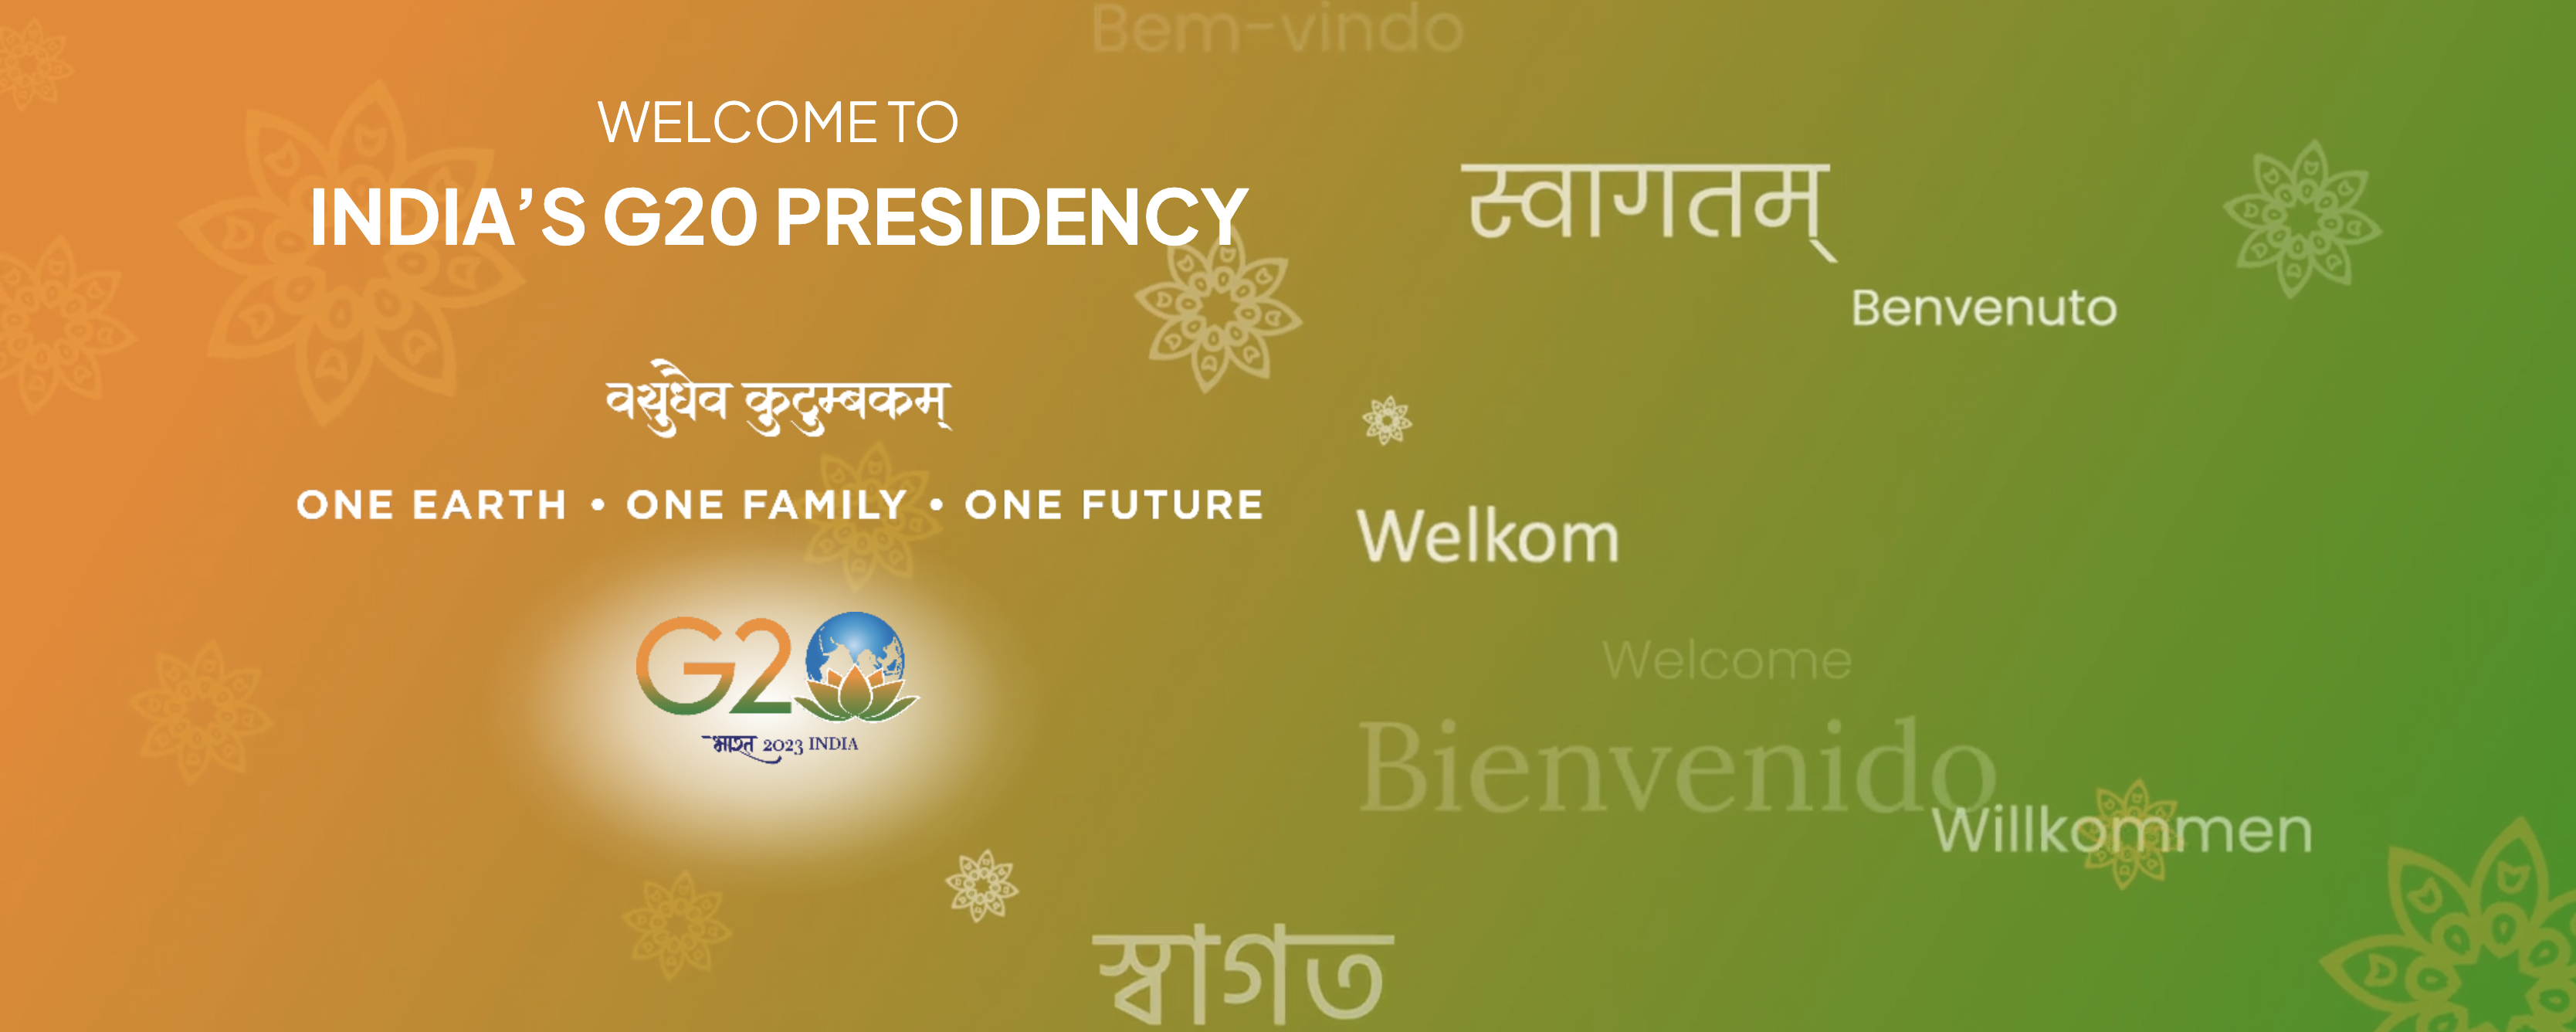 Bem-vindo
WELCOME TO
INDIA’S G20 PRESIDENCY
स्वागतम्
Benvenuto
वसुधैव कुटुम्बकम्
ONE EARTH • ONE FAMILY • ONE FUTURE
Welkom
G20
भारत 2023 INDIA
Welcome
Bienvenido
Willkommen
স্বাগত